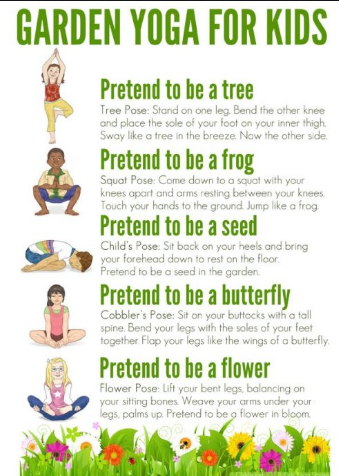 GARDEN YOGA FOR KIDS
Pretend to be a tree
Tree Pose: Stand on one leg. Bend the other knee
and place the sole of your foot on your inner thigh.
Sway like a tree in the breeze. Now the other side.
Pretend to be a frog
Squat Pose: Come down to a squat with your
knees apart and arms resting between your knees.
Touch your hands to the ground. Jump like a frog.
Pretend to be a seed
Child's Pose: Sit back on your heels and bring
your forehead down to rest on the floor.
Pretend to be a seed in the garden.
Pretend to be a butterfly
Cobbler's Pose: Sit on your buttocks with a tall
spine. Bend your legs with the soles of your feet
together. Flap your legs like the wings of a butterfly.
Pretend to be a flower
Flower Pose: Lift your bent legs, balancing on
your sitting bones. Weave your arms under your
legs, palms up. Pretend to be a flower in bloom.